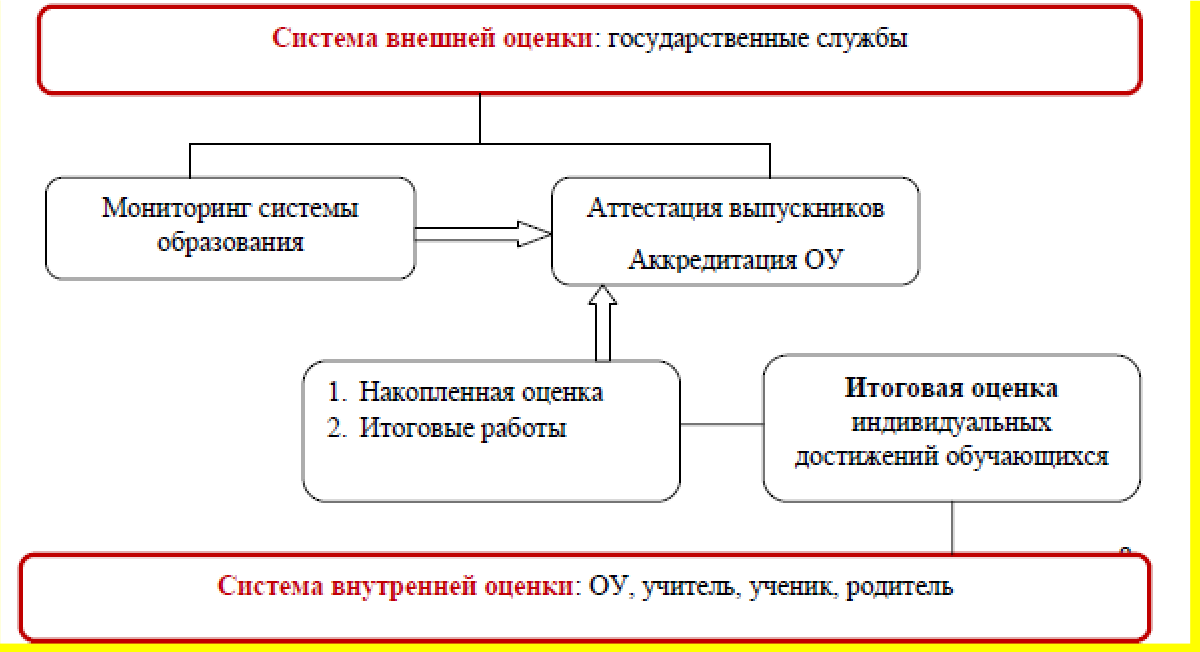 Система внешней оценки: государственные службы
Мониторинг системы
образования
Аттестация выпускников
Аккредитация ОУ
1. Накопленная оценка
2. Итоговые работы
Итоговая оценка
индивидуальных
достижений обучающихся
Система внутренней оценки: ОУ, учитель, ученик, родитель